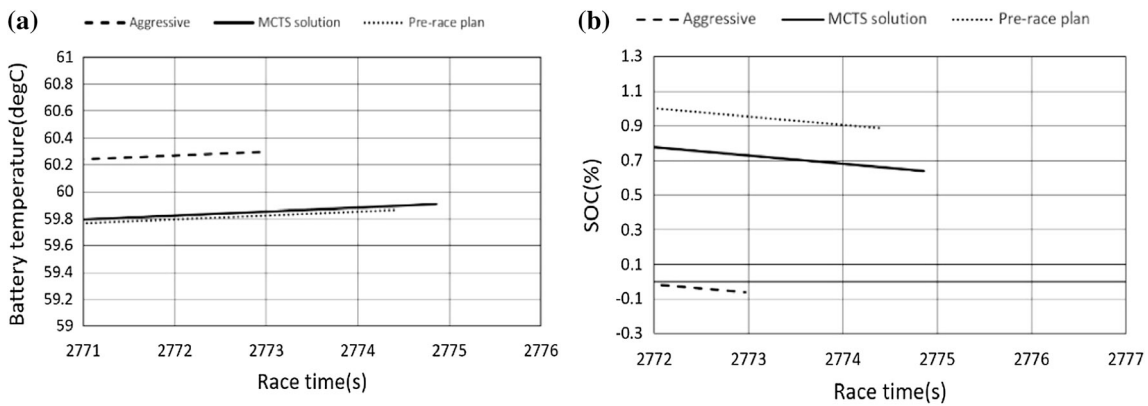 (a) Aggressive MCTS solution Pre-race plan
Battery temperature(degC)
61
60.8
60.6
60.4
60.2
60
59.8
59.6
59.4
59.2
59
2771 2772 2773 2774 2775 2776
Race time(s)
(b) Aggressive MCTS solution Pre-race plan
SOC(%)
1.3
1.1
0.9
0.7
0.5
0.3
0.1
-0.1
-0.3
2772 2773 2774 2775 2776 2777
Race time(s)